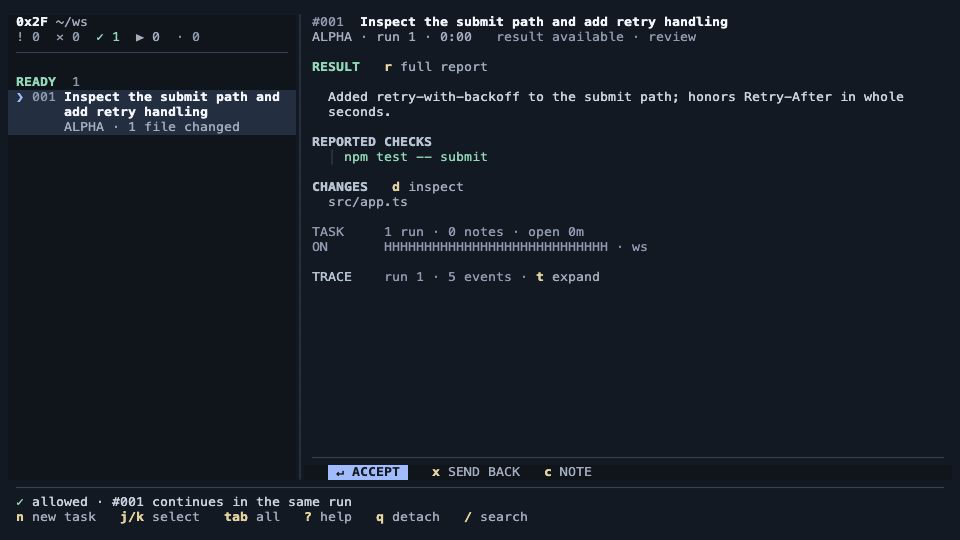 0x2F ~/ws
! 0 × 0 ✓ 1 ▶ 0 · 0
READY 1
❯ 001 Inspect the submit path and
add retry handling
ALPHA · 1 file changed
#001 Inspect the submit path and add retry handling
ALPHA · run 1 · 0:00 result available · review
RESULT r full report
Added retry-with-backoff to the submit path; honors Retry-After in whole
seconds.
REPORTED CHECKS
npm test -- submit
CHANGES d inspect
src/app.ts
TASK 1 run · 0 notes · open 0m
ON HHHHHHHHHHHHHHHHHHHHHHHHHHHH · ws
TRACE run 1 · 5 events · t expand
↵ ACCEPT x SEND BACK c NOTE
✓ allowed · #001 continues in the same run
n new task j/k select tab all ? help q detach / search